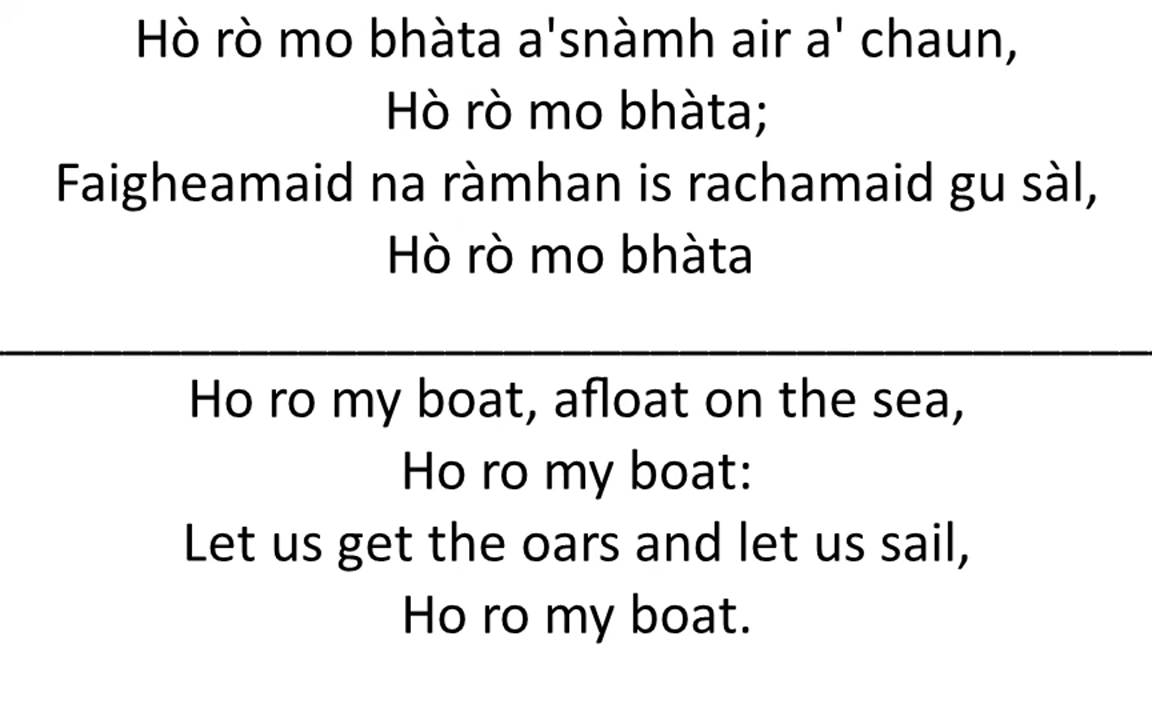 Hò rò mo bhàta a'snàmh air a' chaun,
Hò rò mo bhàta;
Faigheamaid na ràmhan is rachamaid gu sàl,
Hò rò mo bhàta
Ho ro my boat, afloat on the sea,
Ho ro my boat:
Let us get the oars and let us sail,
Ho ro my boat.